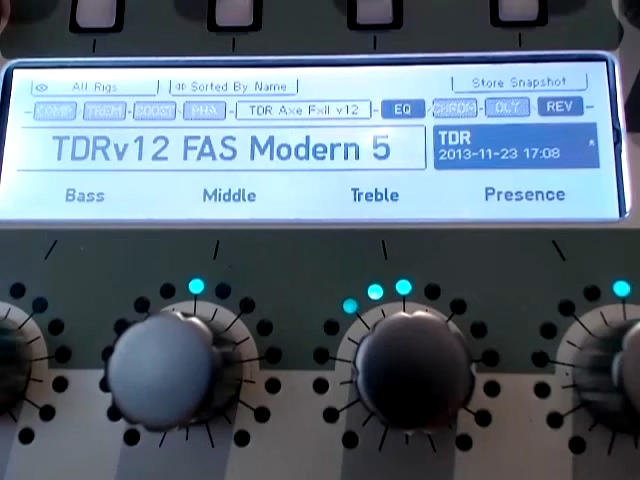 All Rigs
Sorted By Name
Store Snapshot
COMP TREM BOOST PHA TDR Axe FxII v12 EQ CHROM DLY REV
TDRv12 FAS Modern 5
TDR
2013-11-23 17:08
Bass Middle Treble Presence